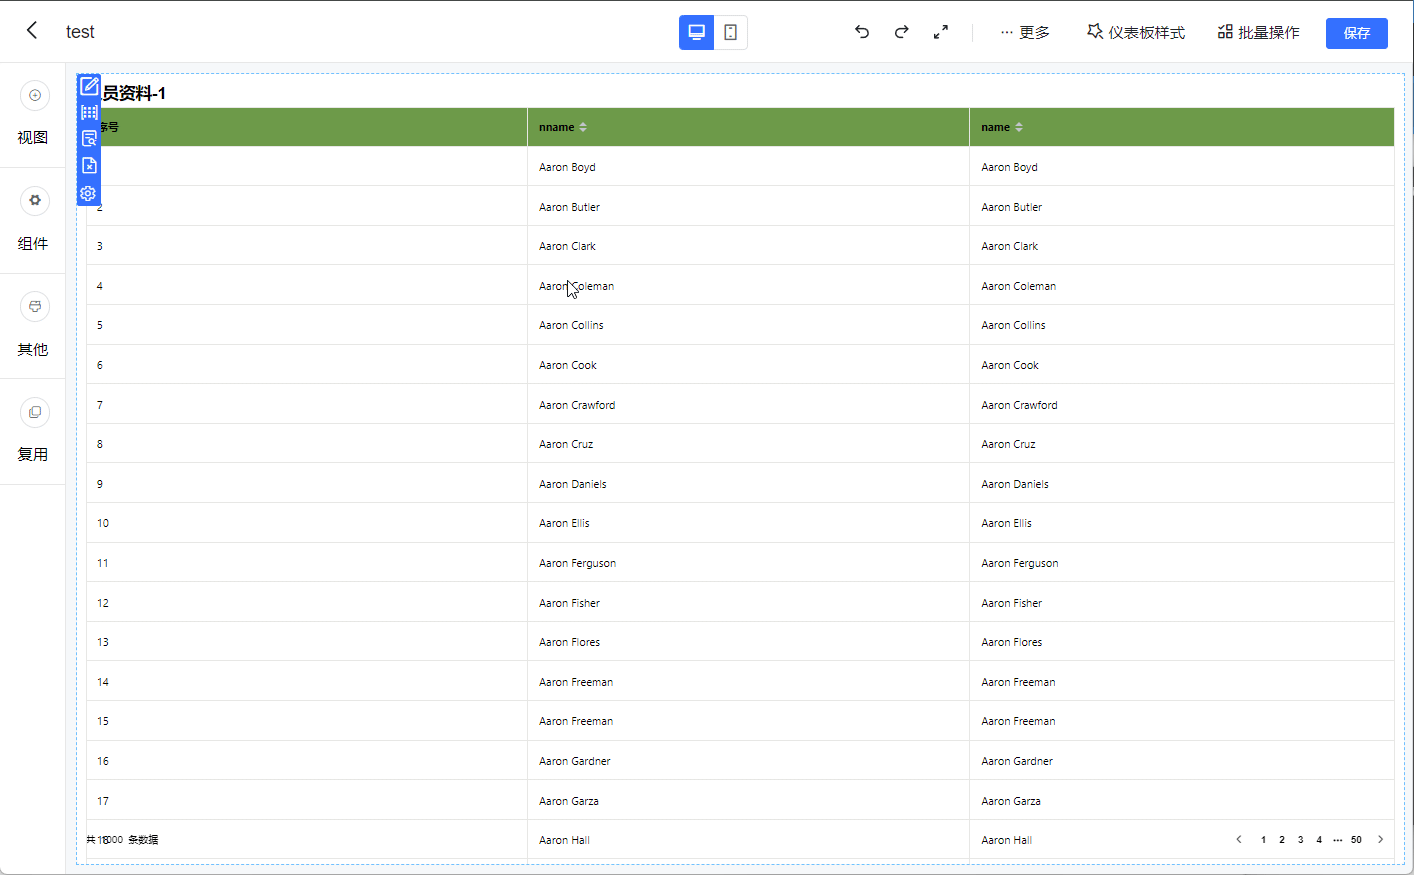 test
更多
仪表板样式
批量操作
保存
视图
组件
其他
复用
员资料-1
序号 nname name
Aaron Boyd Aaron Boyd
2 Aaron Butler Aaron Butler
3 Aaron Clark Aaron Clark
4 Aaron Coleman Aaron Coleman
5 Aaron Collins Aaron Collins
6 Aaron Cook Aaron Cook
7 Aaron Crawford Aaron Crawford
8 Aaron Cruz Aaron Cruz
9 Aaron Daniels Aaron Daniels
10 Aaron Ellis Aaron Ellis
11 Aaron Ferguson Aaron Ferguson
12 Aaron Fisher Aaron Fisher
13 Aaron Flores Aaron Flores
14 Aaron Freeman Aaron Freeman
15 Aaron Freeman Aaron Freeman
16 Aaron Gardner Aaron Gardner
17 Aaron Garza Aaron Garza
18 Aaron Hall Aaron Hall
共 1000 条数据
1 2 3 4 ··· 50